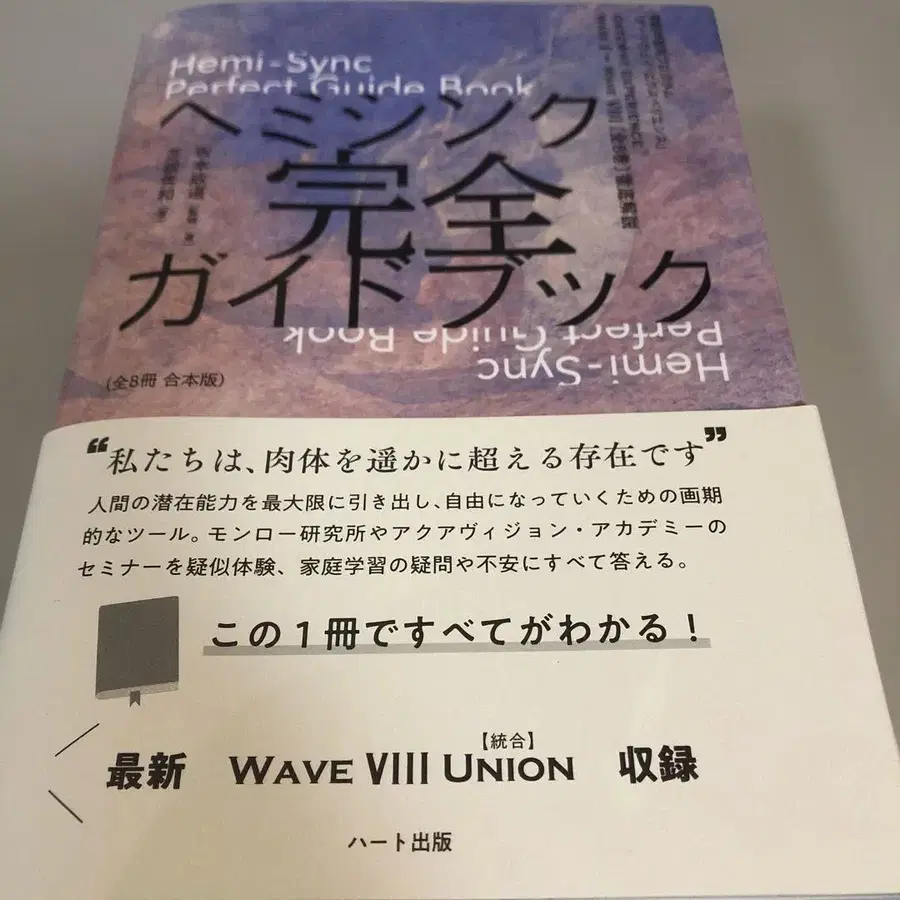 Hemi-Sync
Perfect Guide Book
ヘミシンク
完全
ガイドブック
Hemi-Sync
Perfect Guide Book
(全8冊 合本版)
“私たちは、肉体を遥かに超える存在です”
人間の潜在能力を最大限に引き出し、自由になっていくための画期
的なツール。モンロー研究所やアクアヴィジョン・アカデミーの
セミナーを疑似体験、家庭学習の疑問や不安にすべて答える。
この1冊ですべてがわかる!
【統合】
最新 WAVE VIII UNION 収録
ハート出版